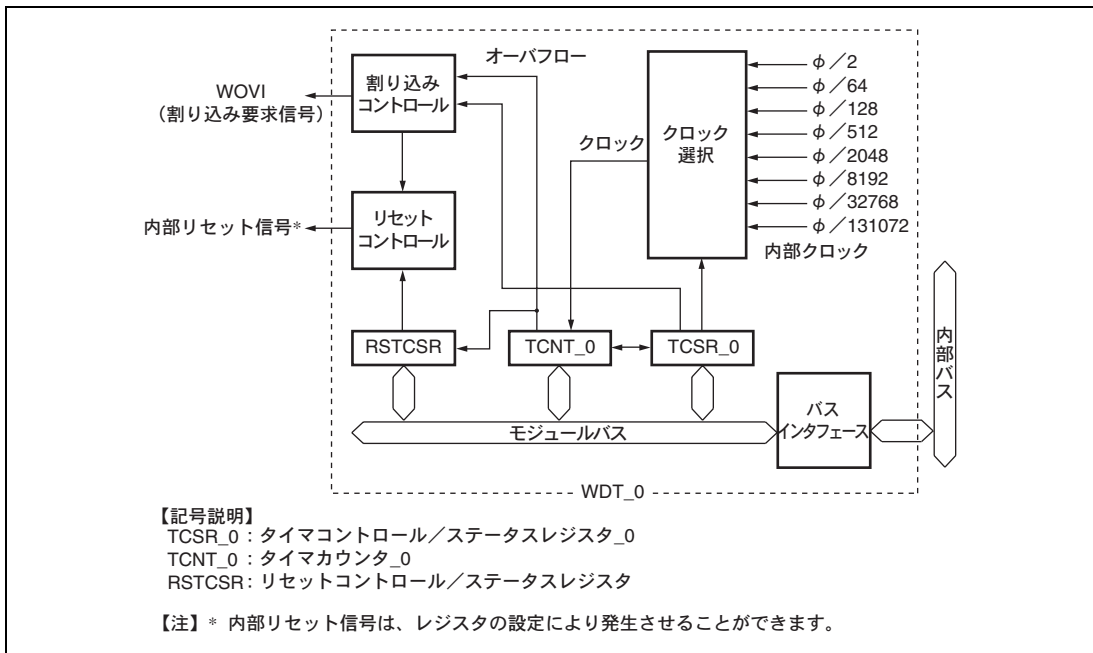 オーバフロー
割り込み
コントロール
WOVI
(割り込み要求信号)
クロック
クロック
選択
φ／2
φ／64
φ／128
φ／512
φ／2048
φ／8192
φ／32768
φ／131072
内部クロック
リセット
コントロール
内部リセット信号*
RSTCSR
TCNT_0
TCSR_0
モジュールバス
バス
インタフェース
内部バス
WDT_0
【記号説明】
TCSR_0：タイマコントロール／ステータスレジスタ_0
TCNT_0：タイマカウンタ_0
RSTCSR：リセットコントロール／ステータスレジスタ
【注】* 内部リセット信号は、レジスタの設定により発生させることができます。